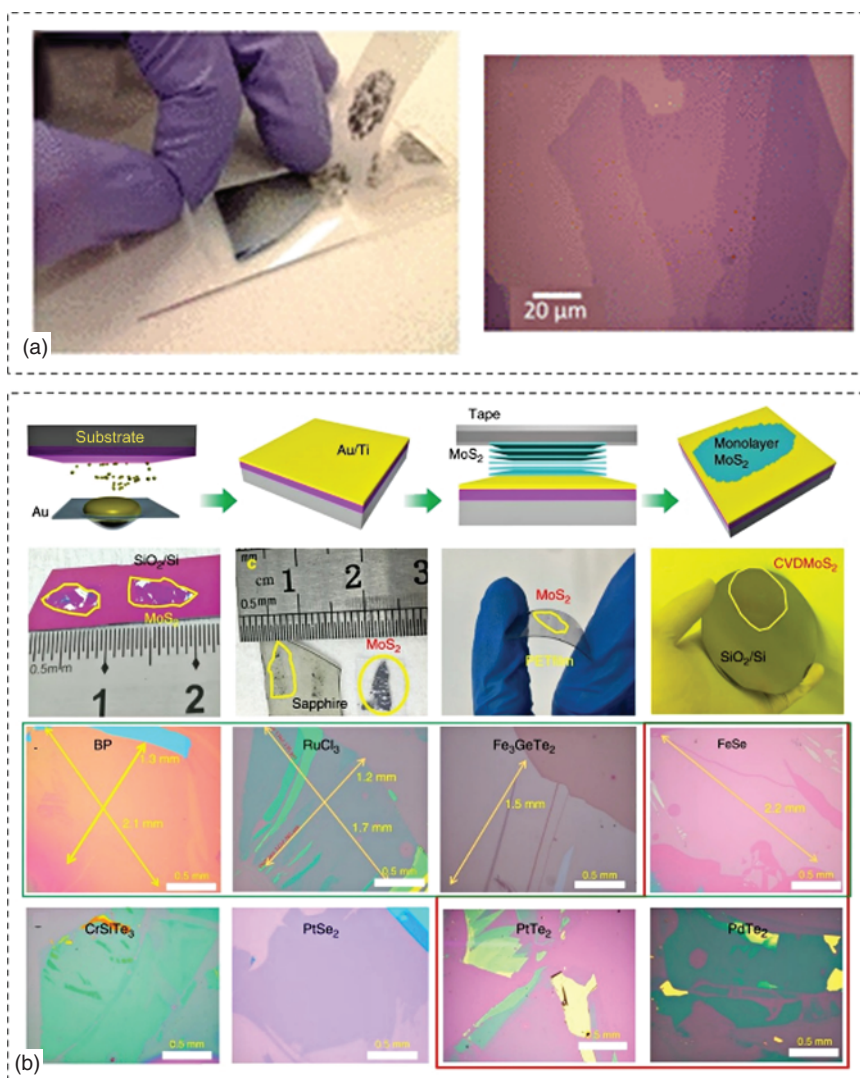 20 µm
(a)
Substrate
Au
Au/Ti
Tape
MoS2
Monolayer
MoS2
SiO2/Si
MoS2
0.5mm
1 2
c
mm
cm
1 2 3
0.5mm
MoS2
Sapphire
MoS2
PET film
CVDMoS2
SiO2/Si
BP
1.3 mm
2.1 mm
0.5 mm
RuCl3
1.2 mm
1.7 mm
0.5 mm
Fe3GeTe2
1.5 mm
0.5 mm
FeSe
2.2 mm
0.5 mm
CrSiTe3
0.5 mm
PtSe2
0.5 mm
PtTe2
0.5 mm
PdTe2
0.5 mm
(b)